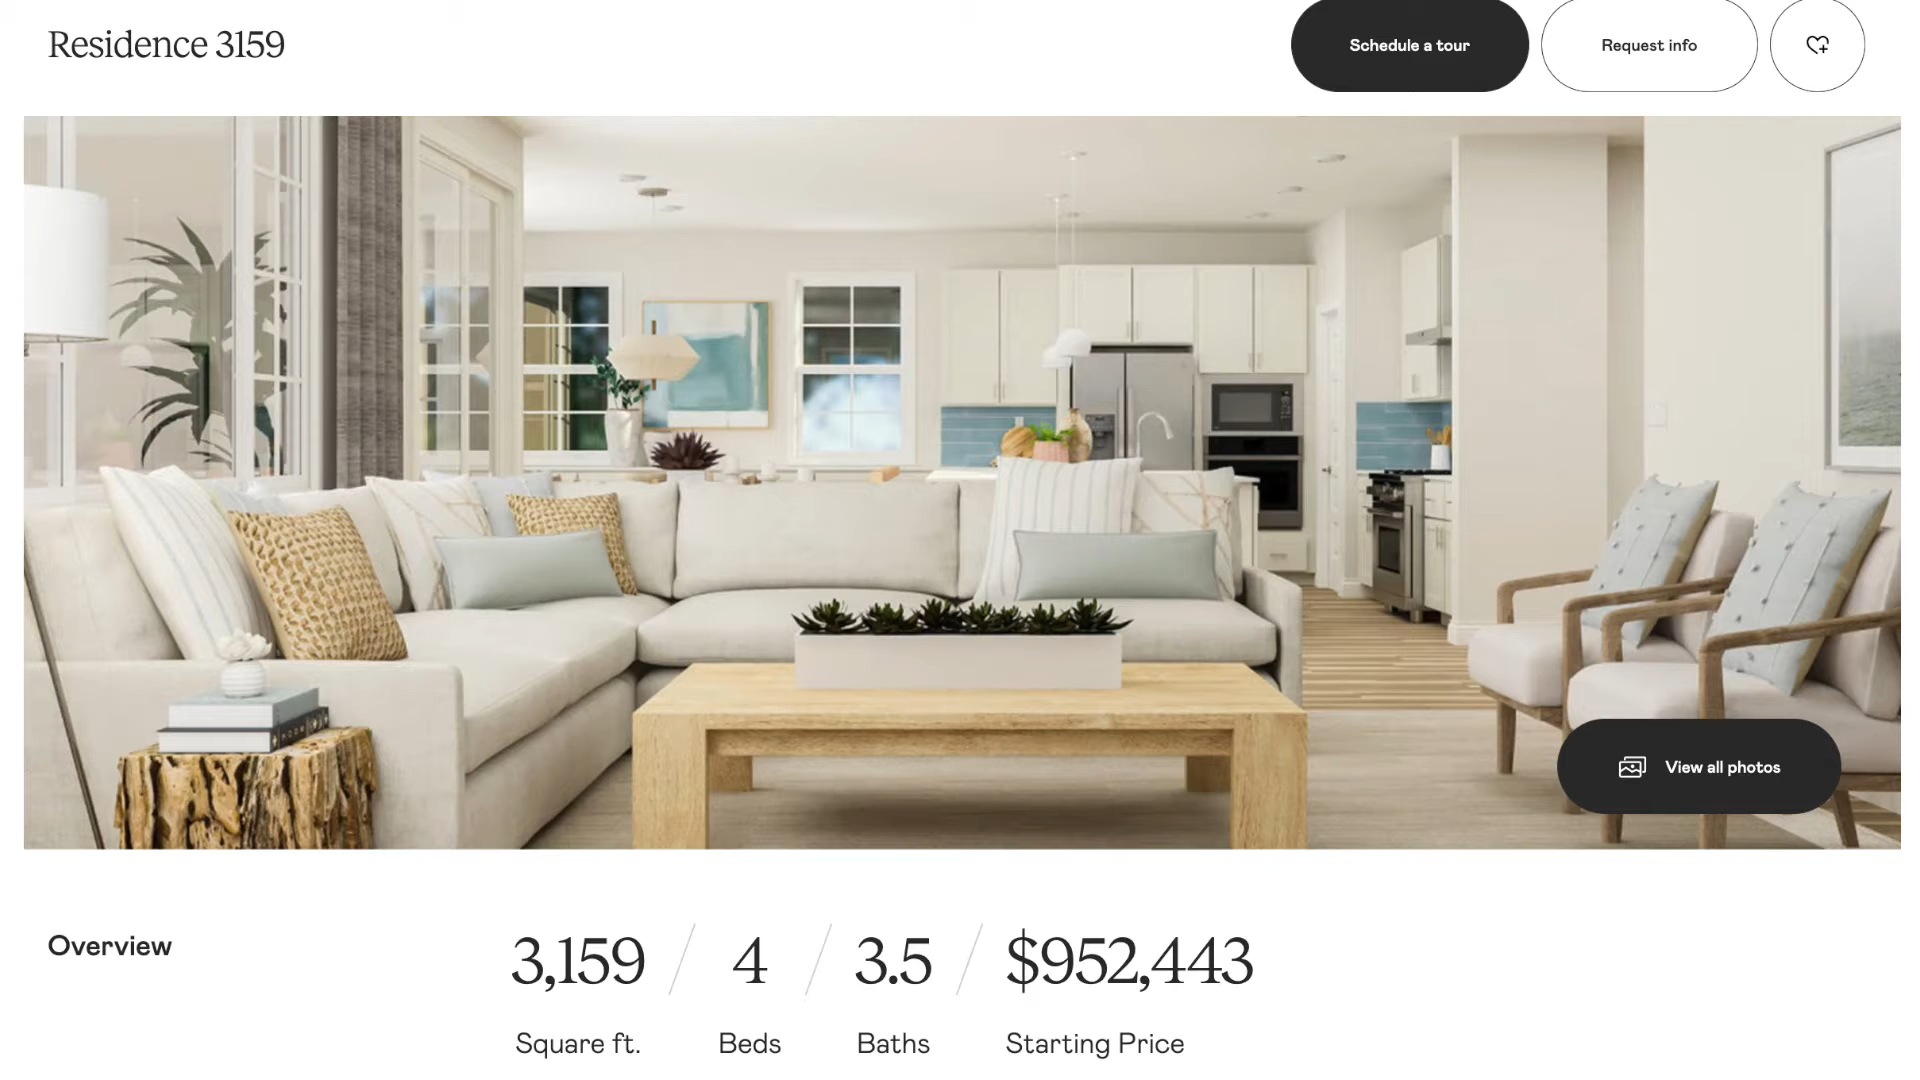 Residence 3159
Schedule a tour
Request info
View all photos
Overview
3,159 / 4 / 3.5 / $952,443
Square ft. Beds Baths Starting Price